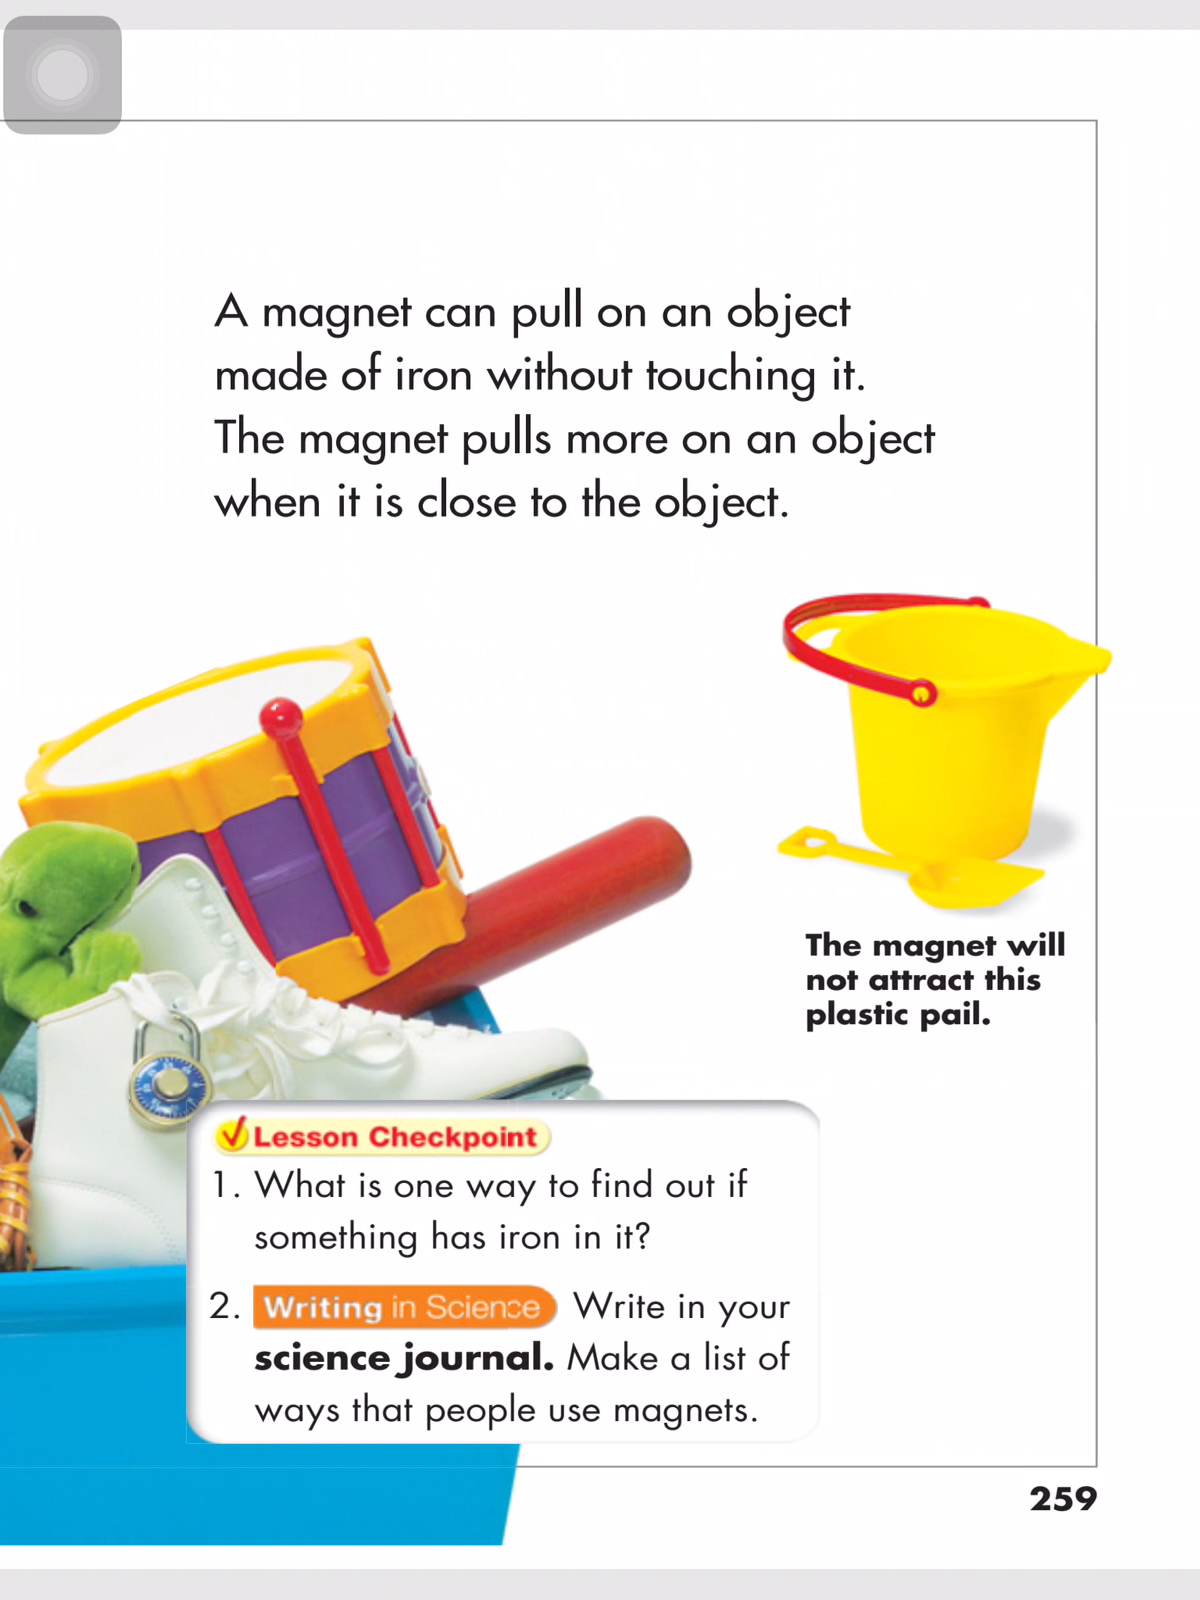 A magnet can pull on an object
made of iron without touching it.
The magnet pulls more on an object
when it is close to the object.
The magnet will
not attract this
plastic pail.
Lesson Checkpoint
1. What is one way to find out if
something has iron in it?
2. Writing in Science Write in your
science journal. Make a list of
ways that people use magnets.
259